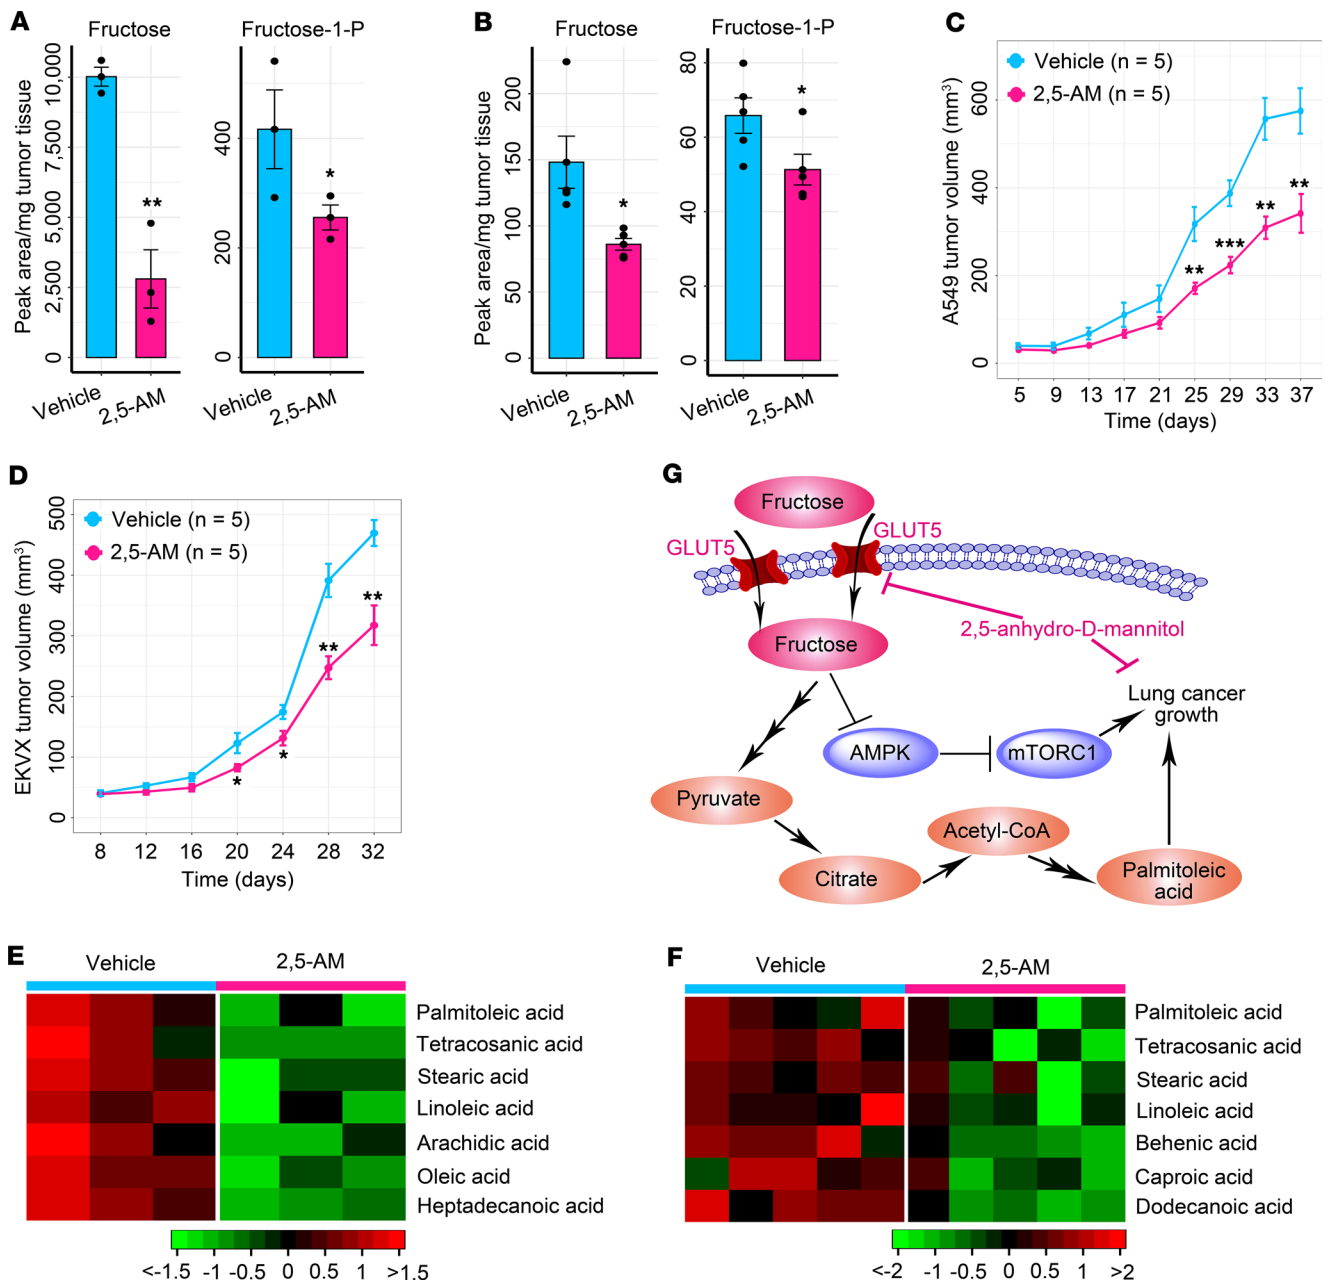 A
Fructose
Fructose-1-P
Peak area/mg tumor tissue
10,000
7,500
5,000
2,500
0
**
Vehicle
2,5-AM
400
200
0
*
Vehicle
2,5-AM
B
Fructose
Fructose-1-P
Peak area/mg tumor tissue
200
150
100
50
0
*
Vehicle
2,5-AM
80
60
40
20
0
*
Vehicle
2,5-AM
C
Vehicle (n = 5)
2,5-AM (n = 5)
A549 tumor volume (mm³)
600
400
200
0
**
***
**
**
5 9 13 17 21 25 29 33 37
Time (days)
D
Vehicle (n = 5)
2,5-AM (n = 5)
EKVX tumor volume (mm³)
500
400
300
200
100
0
*
*
**
**
8 12 16 20 24 28 32
Time (days)
G
Fructose
GLUT5
GLUT5
Fructose
2,5-anhydro-D-mannitol
Lung cancer
growth
AMPK
mTORC1
Pyruvate
Acetyl-CoA
Citrate
Palmitoleic
acid
E
Vehicle
2,5-AM
Palmitoleic acid
Tetracosanic acid
Stearic acid
Linoleic acid
Arachidic acid
Oleic acid
Heptadecanoic acid
<-1.5 -1 -0.5 0 0.5 1 >1.5
F
Vehicle
2,5-AM
Palmitoleic acid
Tetracosanic acid
Stearic acid
Linoleic acid
Behenic acid
Caproic acid
Dodecanoic acid
<-2 -1 -0.5 0 0.5 1 >2